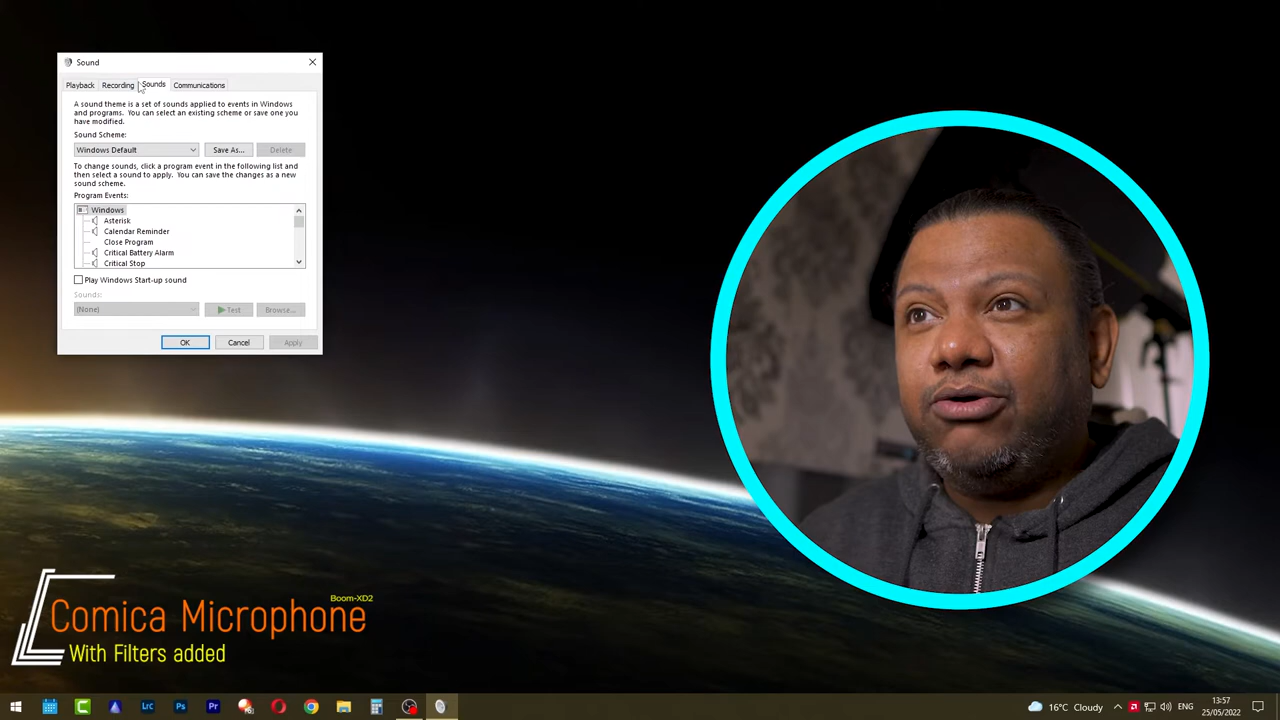 Sound
Playback Recording Sounds Communications
A sound theme is a set of sounds applied to events in Windows
and programs. You can select an existing scheme or save one you
have modified.
Sound Scheme:
Windows Default Save As... Delete
To change sounds, click a program event in the following list and
then select a sound to apply. You can save the changes as a new
sound scheme.
Program Events:
Windows
Asterisk
Calendar Reminder
Close Program
Critical Battery Alarm
Critical Stop
Play Windows Start-up sound
Sounds:
(None) Test Browse...
OK Cancel Apply
Boom-XD2
Comica Microphone
With Filters added
Lrc Ps Pr
16°C Cloudy
13:57
25/05/2022